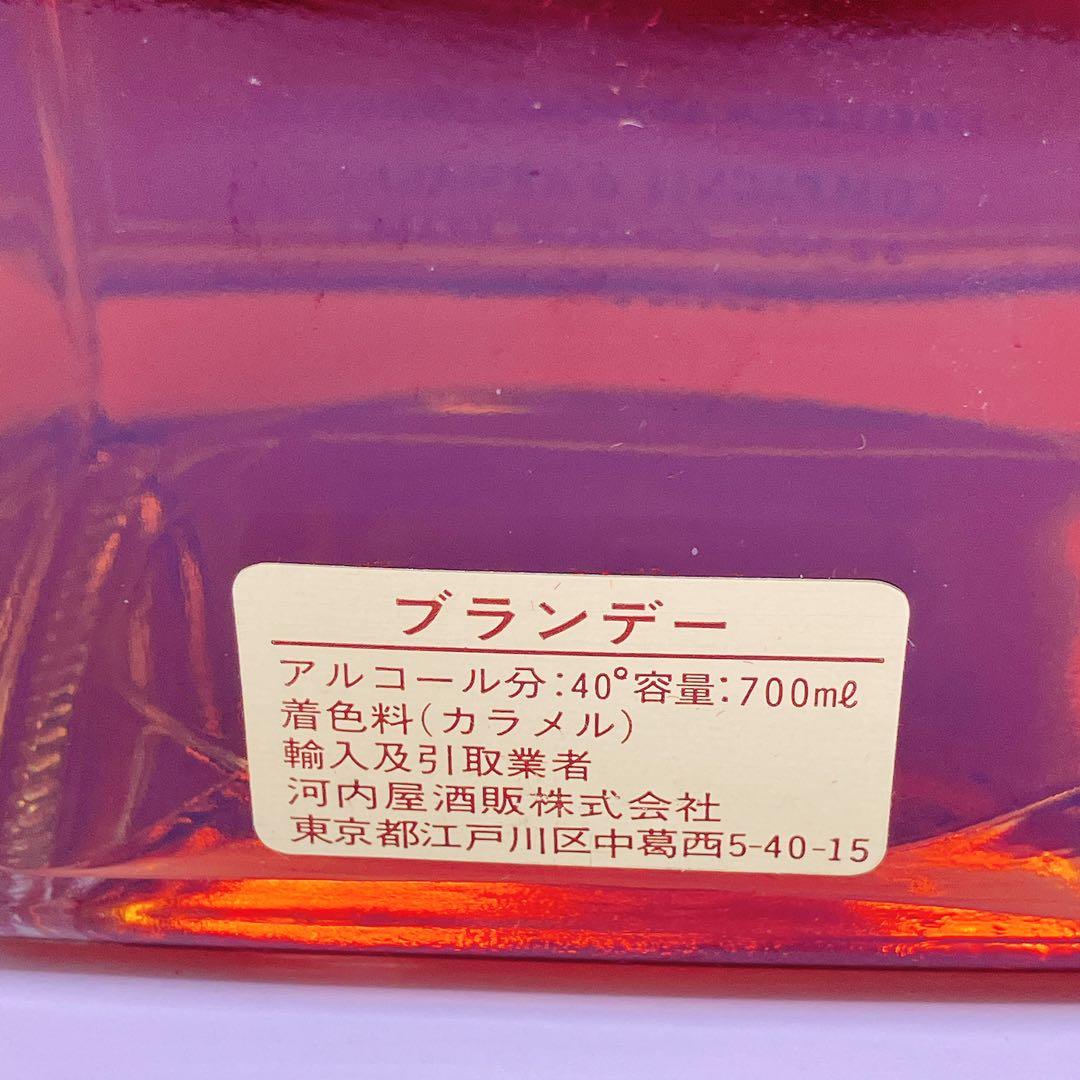 ブランデー
アルコール分:40°容量:700mℓ
着色料(カラメル)
輸入及引取業者
河内屋酒販株式会社
東京都江戸川区中葛西5-40-15